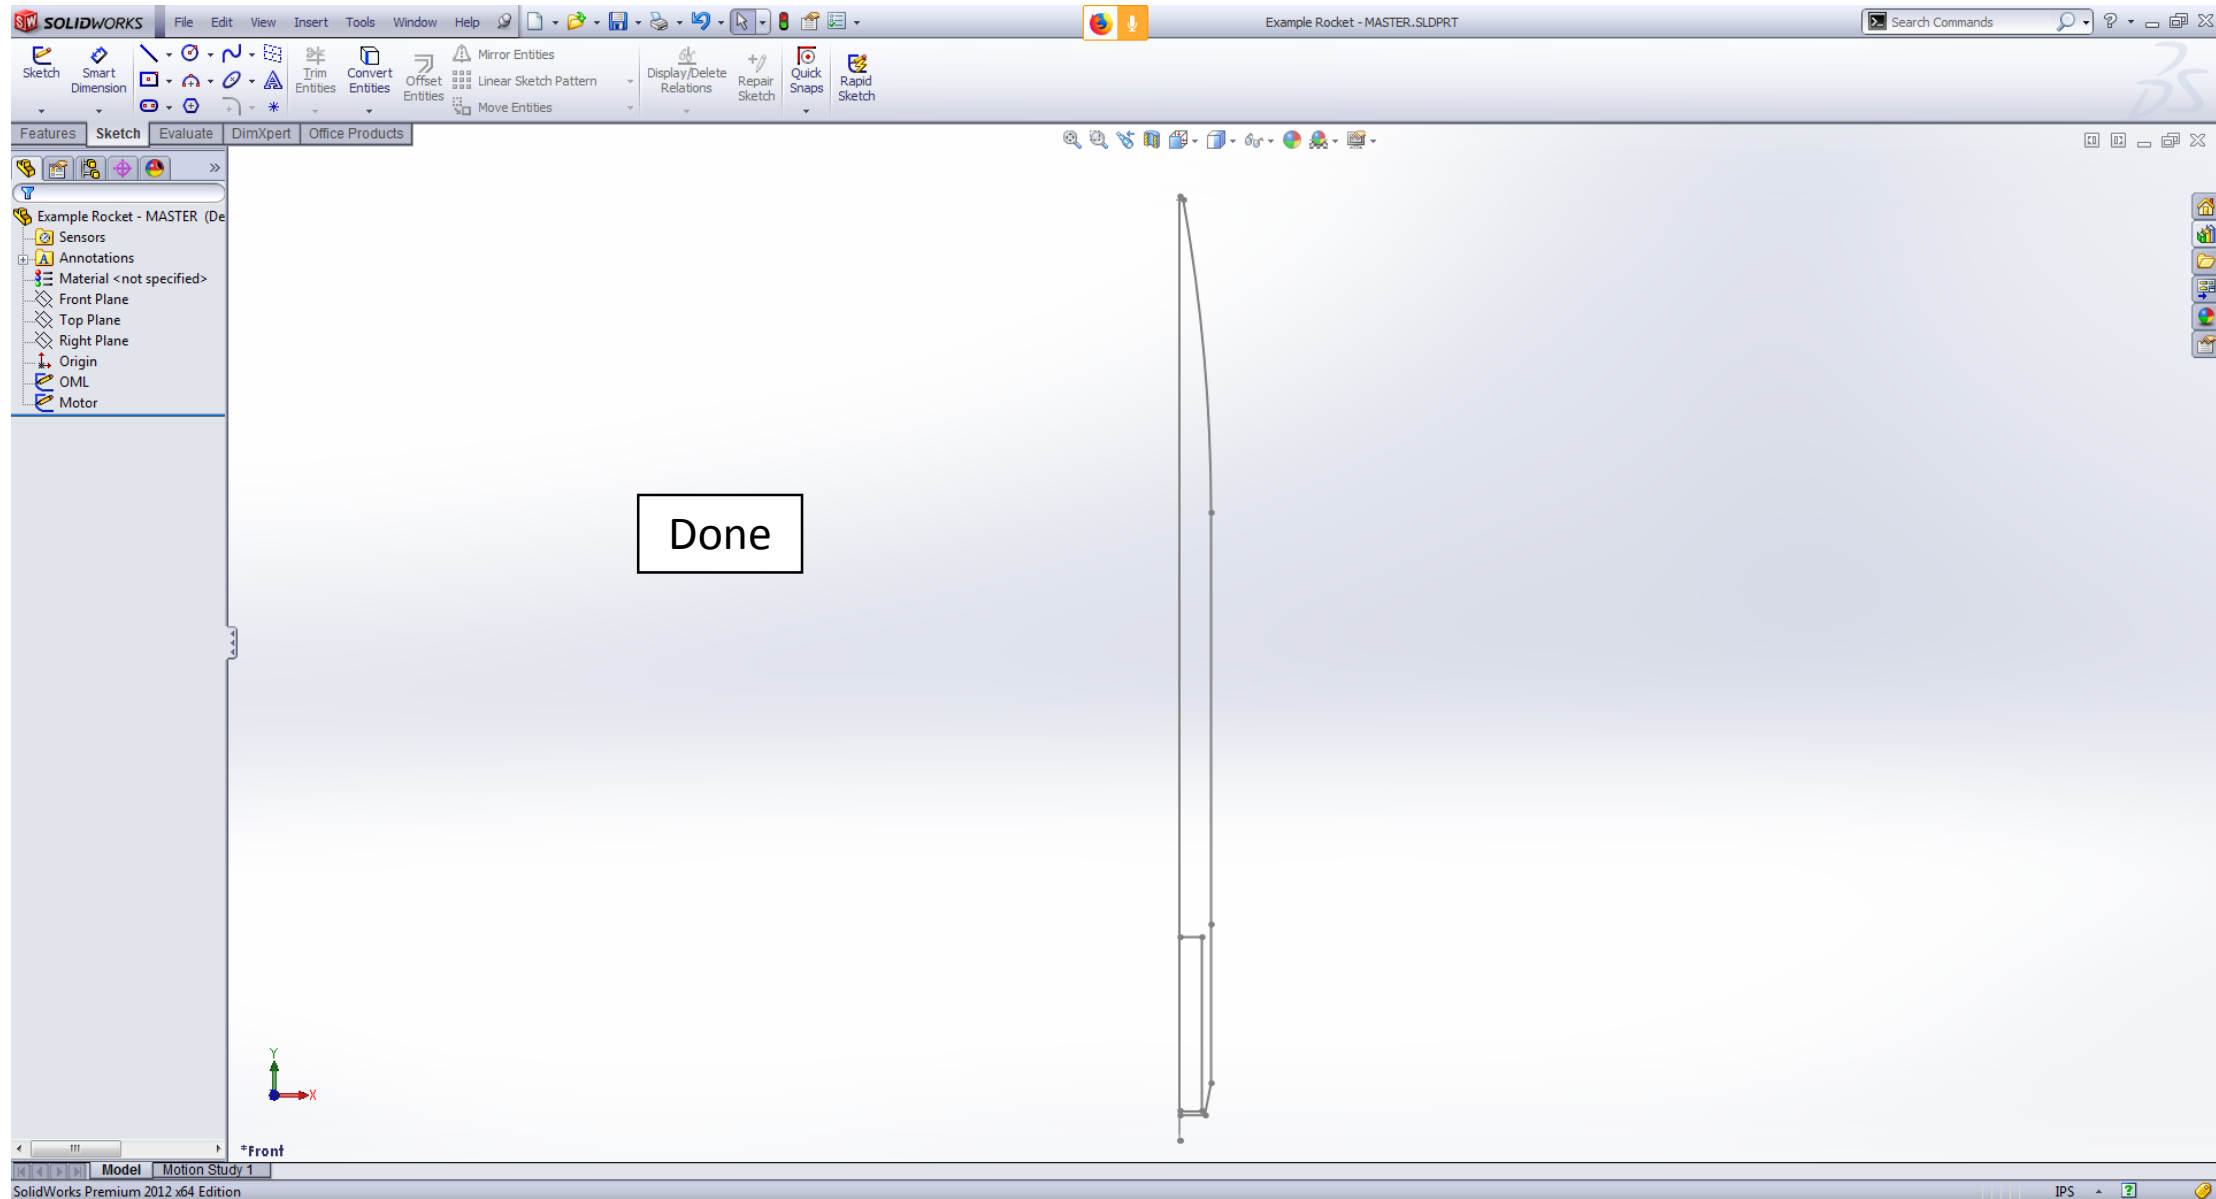 SOLIDWORKS File Edit View Insert Tools Window Help
Example Rocket - MASTER.SLDPRT
Search Commands
Sketch
Smart Dimension
Trim Entities
Convert Entities
Offset Entities
Mirror Entities
Linear Sketch Pattern
Move Entities
Display/Delete Relations
Repair Sketch
Quick Snaps
Rapid Sketch
Features Sketch Evaluate DimXpert Office Products
Example Rocket - MASTER (De
Sensors
Annotations
Material <not specified>
Front Plane
Top Plane
Right Plane
Origin
OML
Motor
Done
Y
X
*Front
Model Motion Study 1
SolidWorks Premium 2012 x64 Edition
IPS